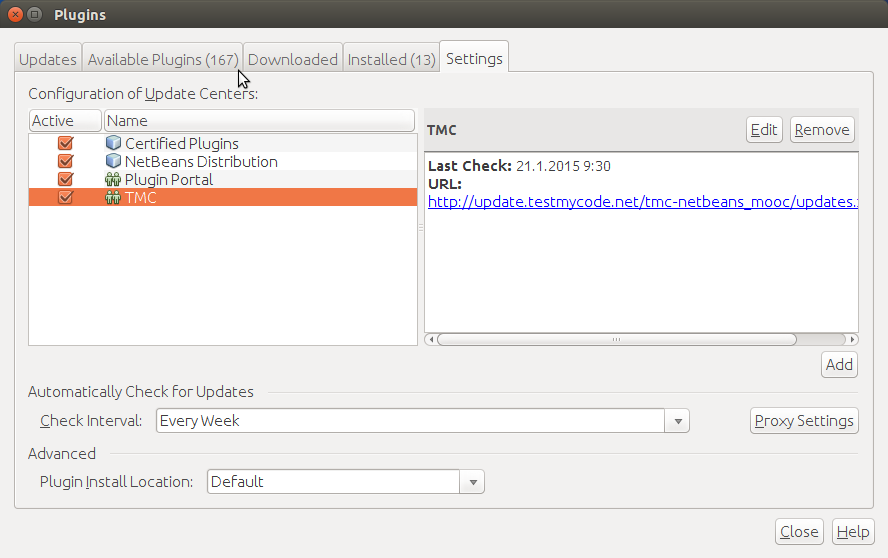 Plugins
Updates
Available Plugins (167)
Downloaded
Installed (13)
Settings
Configuration of Update Centers:
Active
Name
Certified Plugins
NetBeans Distribution
Plugin Portal
TMC
TMC
Edit
Remove
Last Check: 21.1.2015 9:30
URL:
http://update.testmycode.net/tmc-netbeans_mooc/updates.
Add
Automatically Check for Updates
Check Interval:
Every Week
Proxy Settings
Advanced
Plugin Install Location:
Default
Close
Help